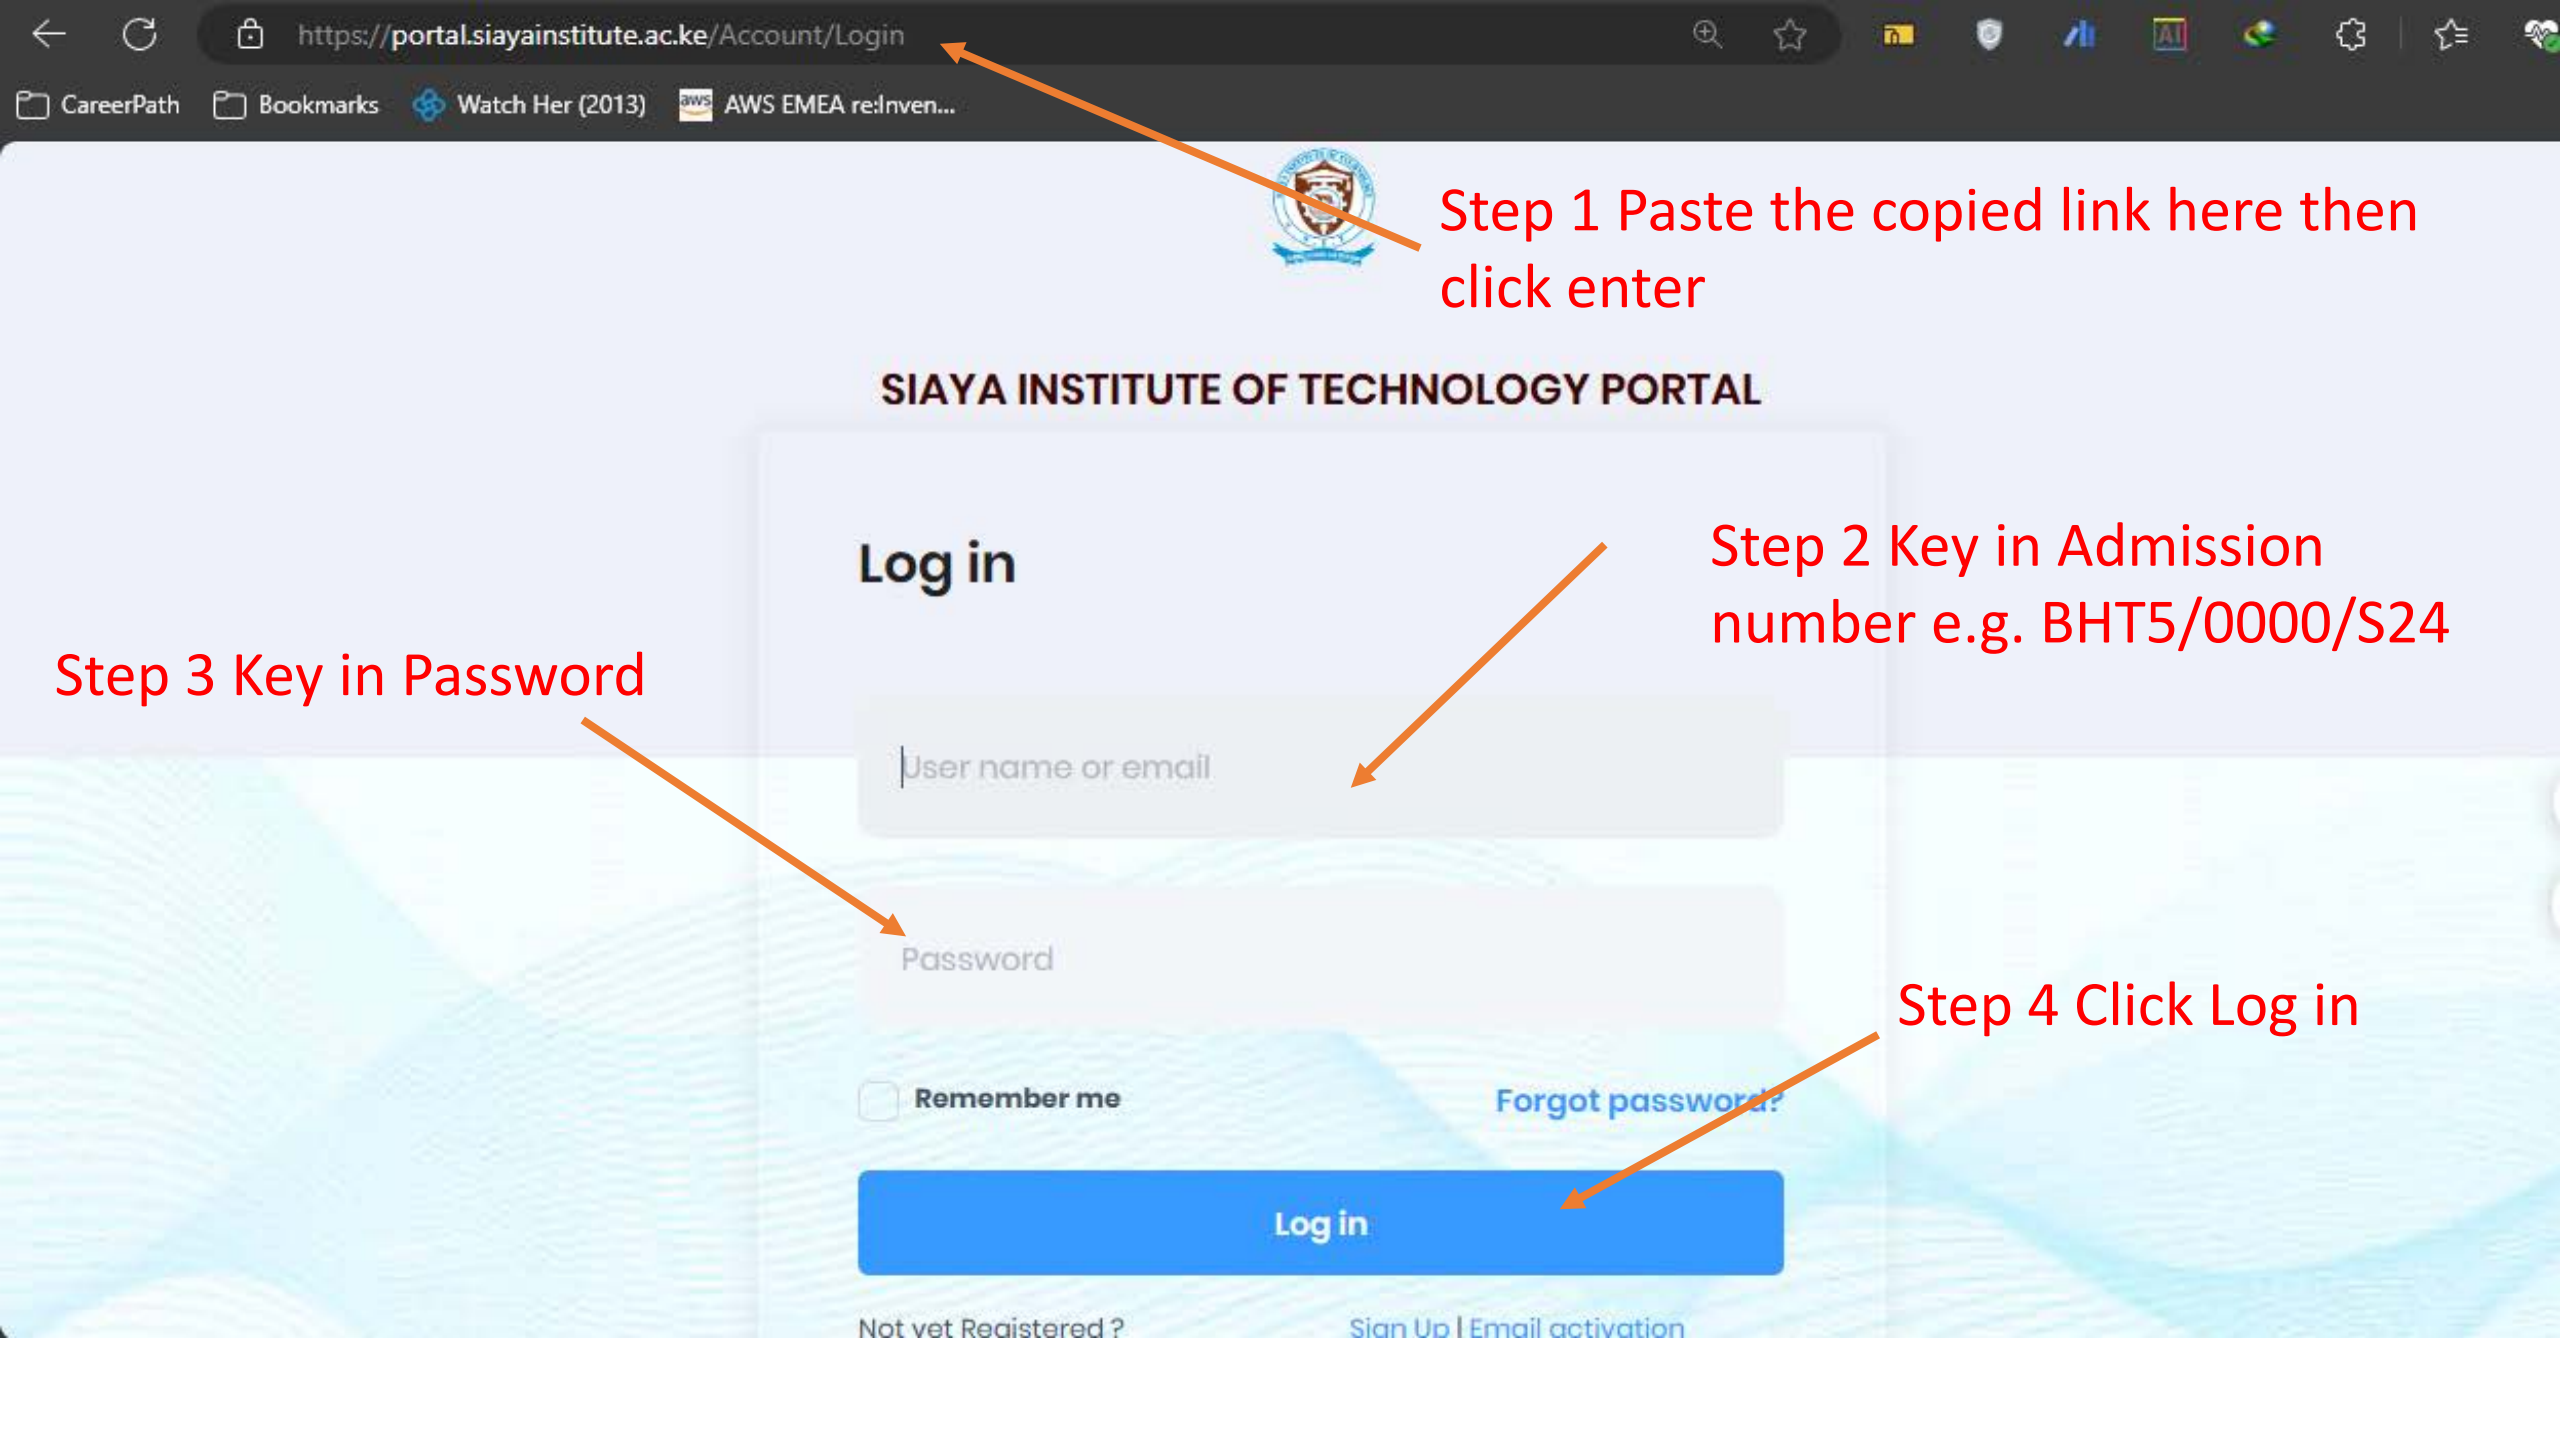 https://portal.siayainstitute.ac.ke/Account/Login
CareerPath Bookmarks Watch Her (2013) aws AWS EMEA re:Inven...
Step 1 Paste the copied link here then
click enter
SIAYA INSTITUTE OF TECHNOLOGY PORTAL
Log in
Step 2 Key in Admission
number e.g. BHT5/0000/S24
Step 3 Key in Password
User name or email
Password
Step 4 Click Log in
Remember me Forgot password?
Log in
Not yet Registered ? Sign Up | Email activation